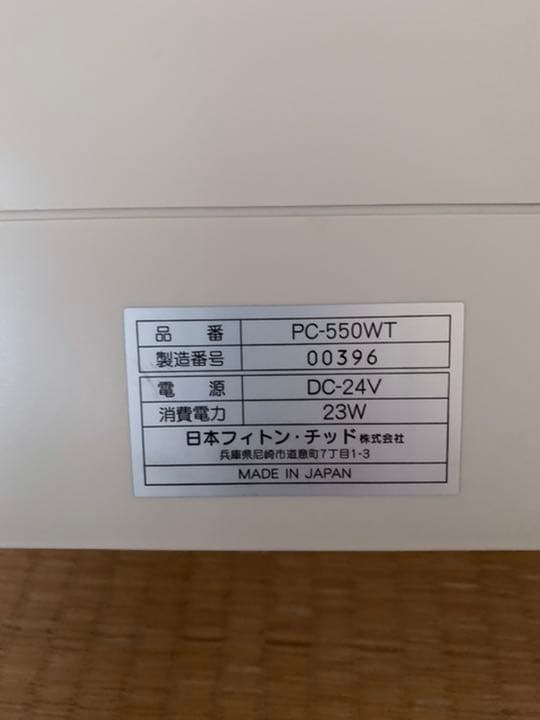 品番 PC-550WT
製造番号 00396
電源 DC-24V
消費電力 23W
日本フィトン・チッド株式会社
兵庫県尼崎市道意町7丁目1-3
MADE IN JAPAN